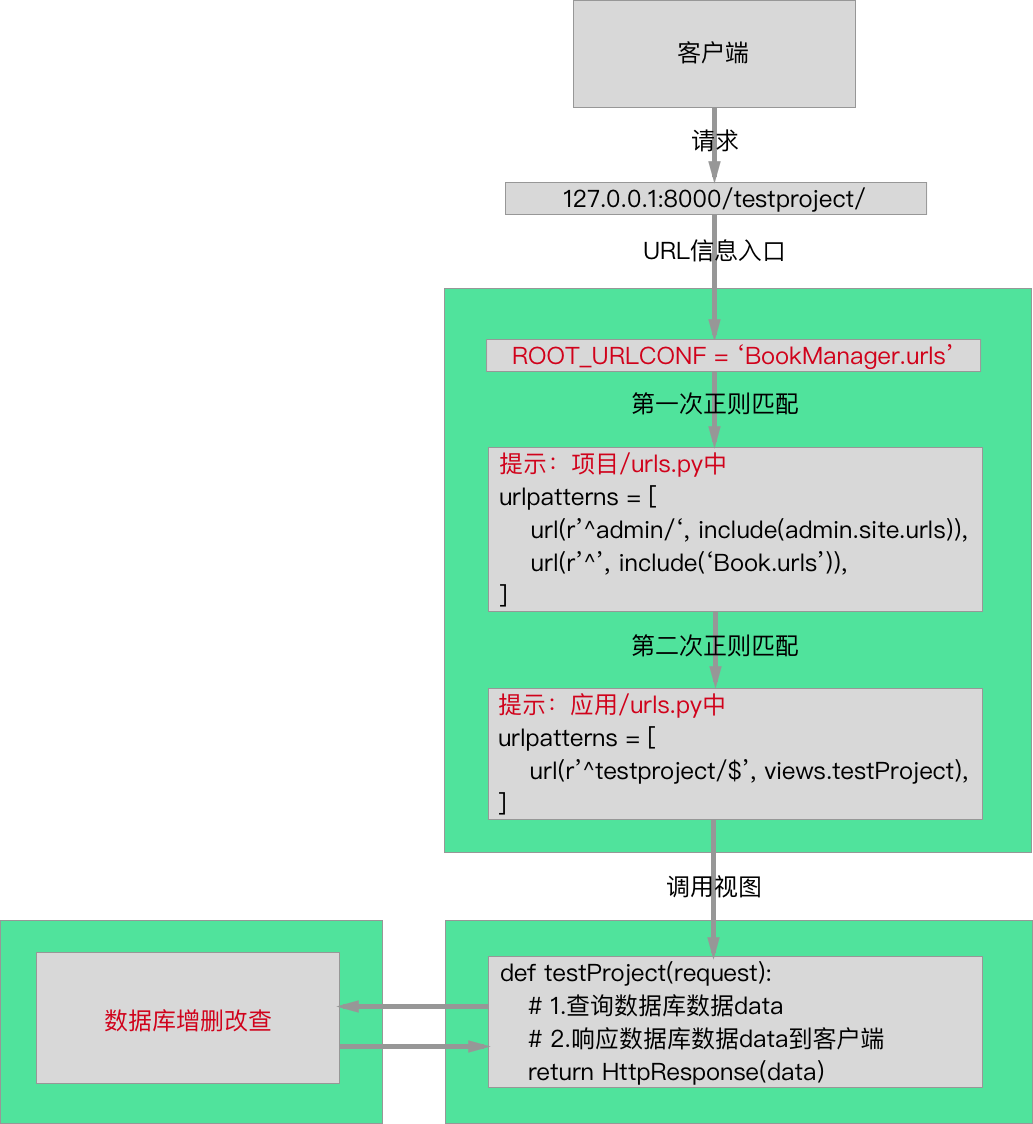 客户端
请求
127.0.0.1:8000/testproject/
URL信息入口
ROOT_URLCONF = ‘BookManager.urls’
第一次正则匹配
提示：项目/urls.py中
urlpatterns = [
url(r’^admin/‘, include(admin.site.urls)),
url(r’^’, include(‘Book.urls’)),
]
第二次正则匹配
提示：应用/urls.py中
urlpatterns = [
url(r’^testproject/$’, views.testProject),
]
调用视图
数据库增删改查
def testProject(request):
# 1.查询数据库数据data
# 2.响应数据库数据data到客户端
return HttpResponse(data)